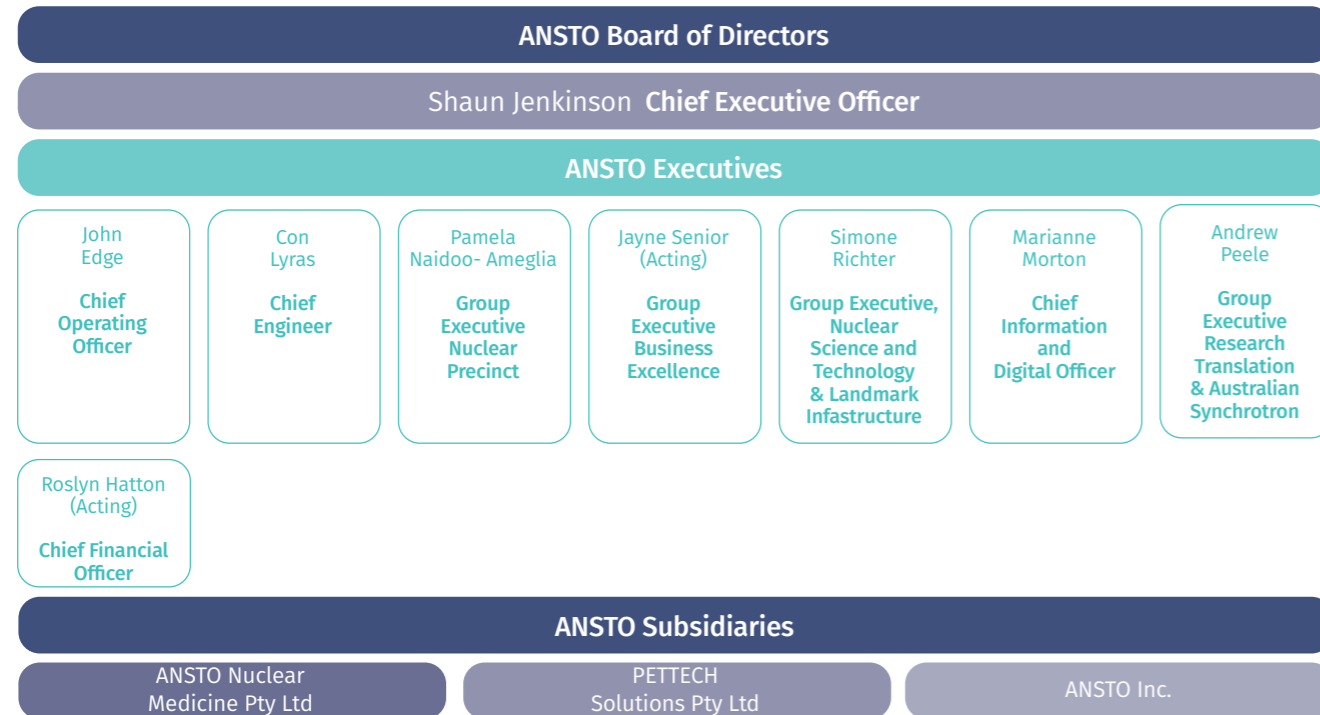 ANSTO Board of Directors
Shaun Jenkinson Chief Executive Officer
ANSTO Executives
John
Edge
Chief
Operating
Officer
Con
Lyras
Chief
Engineer
Pamela
Naidoo- Ameglia
Group
Executive
Nuclear
Precinct
Jayne Senior
(Acting)
Group
Executive
Business
Excellence
Simone
Richter
Group Executive,
Nuclear
Science and
Technology
& Landmark
Infastructure
Marianne
Morton
Chief
Information
and
Digital Officer
Andrew
Peele
Group
Executive
Research
Translation
& Australian
Synchrotron
Roslyn Hatton
(Acting)
Chief Financial
Officer
ANSTO Subsidiaries
ANSTO Nuclear
Medicine Pty Ltd
PETTECH
Solutions Pty Ltd
ANSTO Inc.